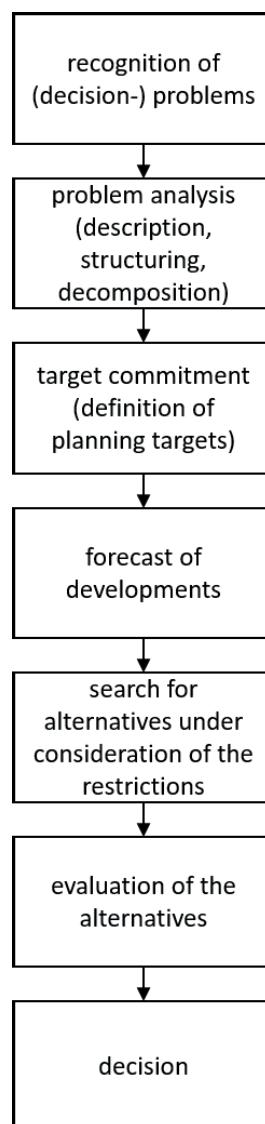 recognition of
(decision-) problems
problem analysis
(description,
structuring,
decomposition)
target commitment
(definition of
planning targets)
forecast of
developments
search for
alternatives under
consideration of the
restrictions
evaluation of the
alternatives
decision